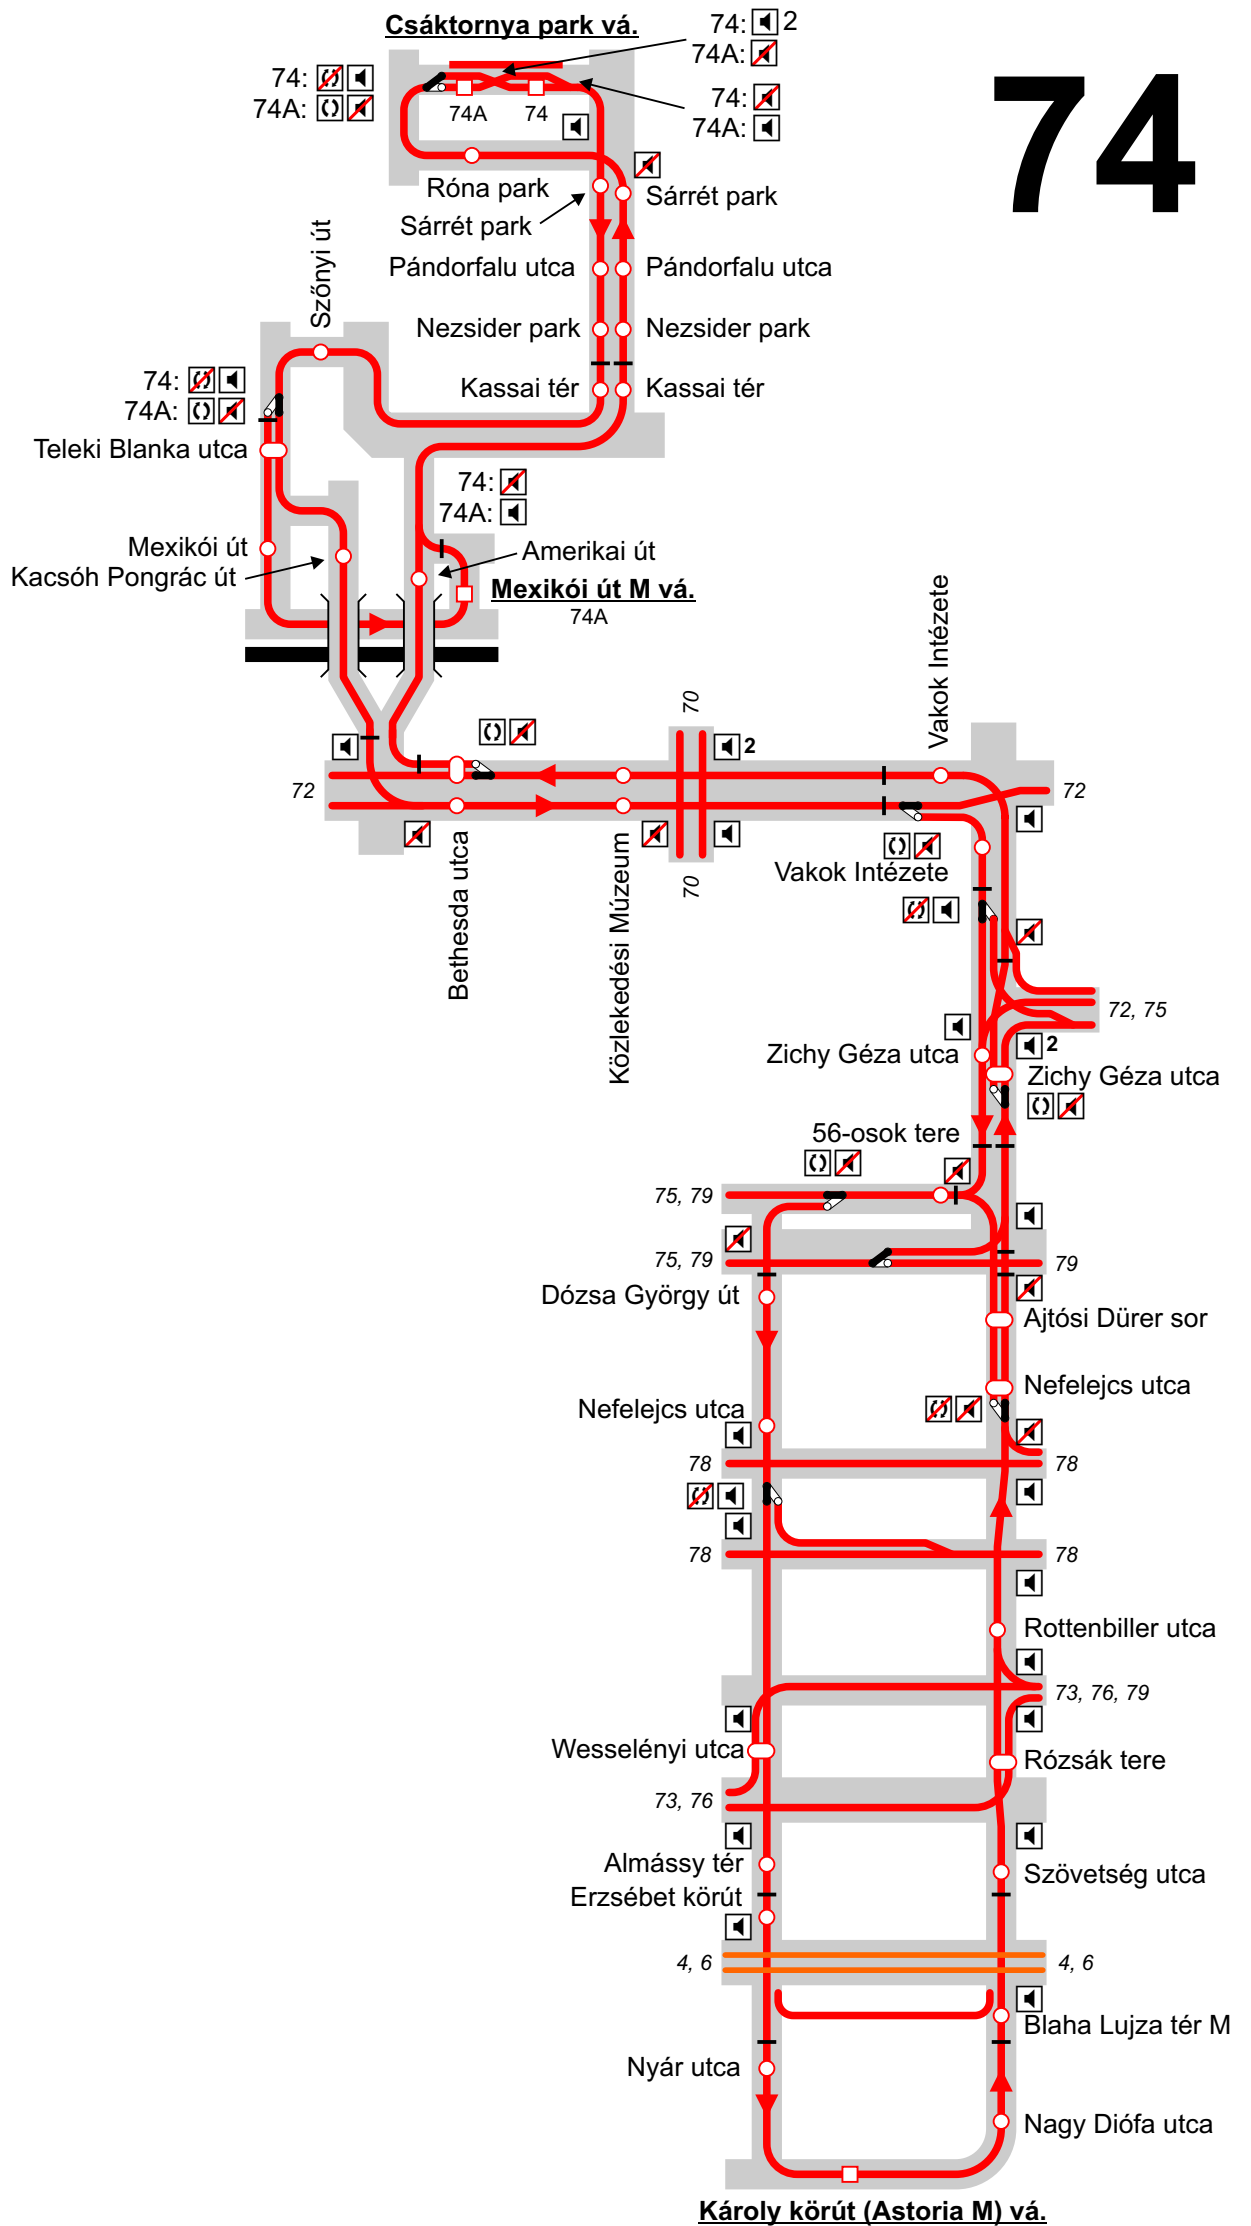 Csáktornya park vá.
74: 2
74A:
74
74:
74A:
74:
74A:
74A
74
Róna park
Sárrét park
Sárrét park
Pándorfalu utca
Pándorfalu utca
Szőnyi út
Nezsider park
Nezsider park
Kassai tér
Kassai tér
74:
74A:
Teleki Blanka utca
74:
74A:
Mexikói út
Kacsóh Pongrác út
Amerikai út
Mexikói út M vá.
74A
Vakok Intézete
70
2
72
72
Bethesda utca
Közlekedési Múzeum
70
Vakok Intézete
72, 75
Zichy Géza utca
2
Zichy Géza utca
56-osok tere
75, 79
75, 79
79
Dózsa György út
Ajtósi Dürer sor
Nefelejcs utca
Nefelejcs utca
78
78
78
78
Rottenbiller utca
73, 76, 79
Wesselényi utca
Rózsák tere
73, 76
Almássy tér
Szövetség utca
Erzsébet körút
4, 6
4, 6
Blaha Lujza tér M
Nyár utca
Nagy Diófa utca
Károly körút (Astoria M) vá.